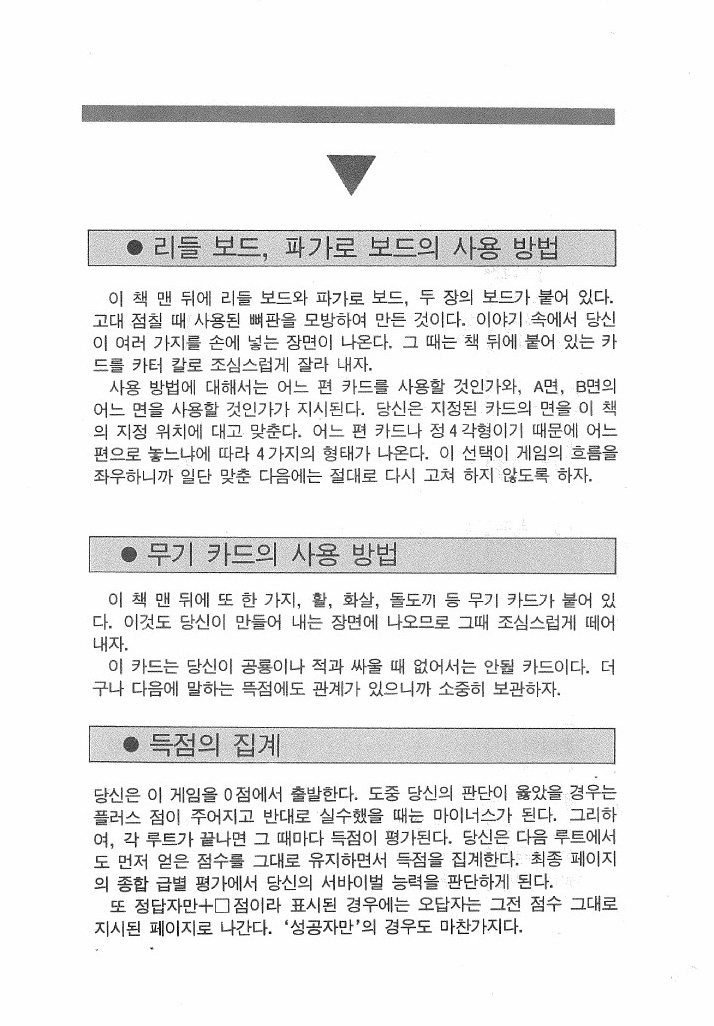 ● 리들 보드, 파가로 보드의 사용 방법
이 책 맨 뒤에 리들 보드와 파가로 보드, 두 장의 보드가 붙어 있다.
고대 점칠 때 사용된 뼈판을 모방하여 만든 것이다. 이야기 속에서 당신
이 여러 가지를 손에 넣는 장면이 나온다. 그 때는 책 뒤에 붙어 있는 카
드를 카터 칼로 조심스럽게 잘라 내자.
사용 방법에 대해서는 어느 편 카드를 사용할 것인가와, A면, B면의
어느 면을 사용할 것인가가 지시된다. 당신은 지정된 카드의 면을 이 책
의 지정 위치에 대고 맞춘다. 어느 편 카드나 정4각형이기 때문에 어느
편으로 놓느냐에 따라 4가지의 형태가 나온다. 이 선택이 게임의 흐름을
좌우하니까 일단 맞춘 다음에는 절대로 다시 고쳐 하지 않도록 하자.
● 무기 카드의 사용 방법
이 책 맨 뒤에 또 한 가지, 활, 화살, 돌도끼 등 무기 카드가 붙어 있
다. 이것도 당신이 만들어 내는 장면에 나오므로 그때 조심스럽게 떼어
내자.
이 카드는 당신이 공룡이나 적과 싸울 때 없어서는 안될 카드이다. 더
구나 다음에 말하는 뜩점에도 관계가 있으니까 소중히 보관하자.
● 득점의 집계
당신은 이 게임을 0점에서 출발한다. 도중 당신의 판단이 옳았을 경우는
플러스 점이 주어지고 반대로 실수했을 때는 마이너스가 된다. 그리하
여, 각 루트가 끝나면 그 때마다 득점이 평가된다. 당신은 다음 루트에서
도 먼저 얻은 점수를 그대로 유지하면서 득점을 집계한다. 최종 페이지
의 종합 급별 평가에서 당신의 서바이벌 능력을 판단하게 된다.
또 정답자만+□점이라 표시된 경우에는 오답자는 그전 점수 그대로
지시된 페이지로 나간다. ‘성공자만’의 경우도 마찬가지다.